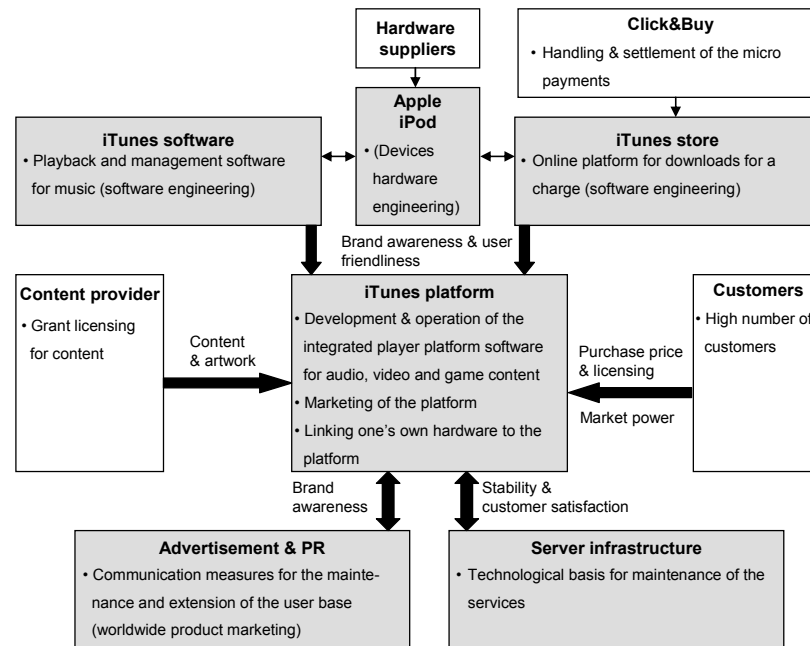 Hardware
suppliers
Click&Buy
• Handling & settlement of the micro
payments
Apple
iPod
• (Devices
hardware
engineering)
iTunes software
• Playback and management software
for music (software engineering)
iTunes store
• Online platform for downloads for a
charge (software engineering)
Brand awareness & user
friendliness
Content provider
• Grant licensing
for content
Content
& artwork
iTunes platform
• Development & operation of the
integrated player platform software
for audio, video and game content
• Marketing of the platform
• Linking one's own hardware to the
platform
Customers
• High number of
customers
Purchase price
& licensing
Market power
Brand
awareness
Stability &
customer satisfaction
Advertisement & PR
• Communication measures for the mainte-
nance and extension of the user base
(worldwide product marketing)
Server infrastructure
• Technological basis for maintenance of the
services